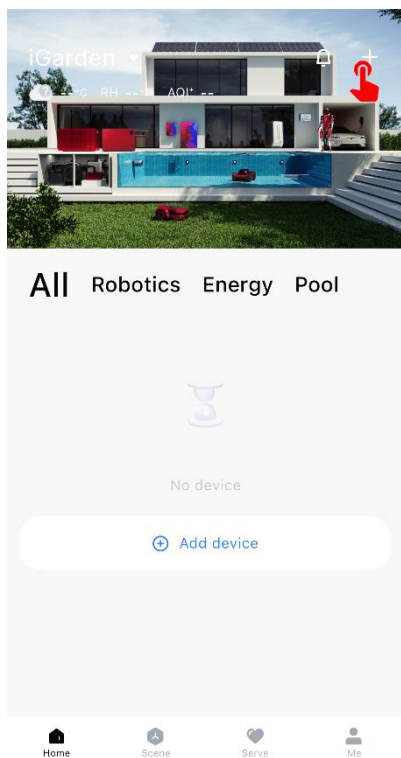 iGarden
--°C RH --% AQI⁺ --
All Robotics Energy Pool
No device
Add device
Home Scene Serve Me